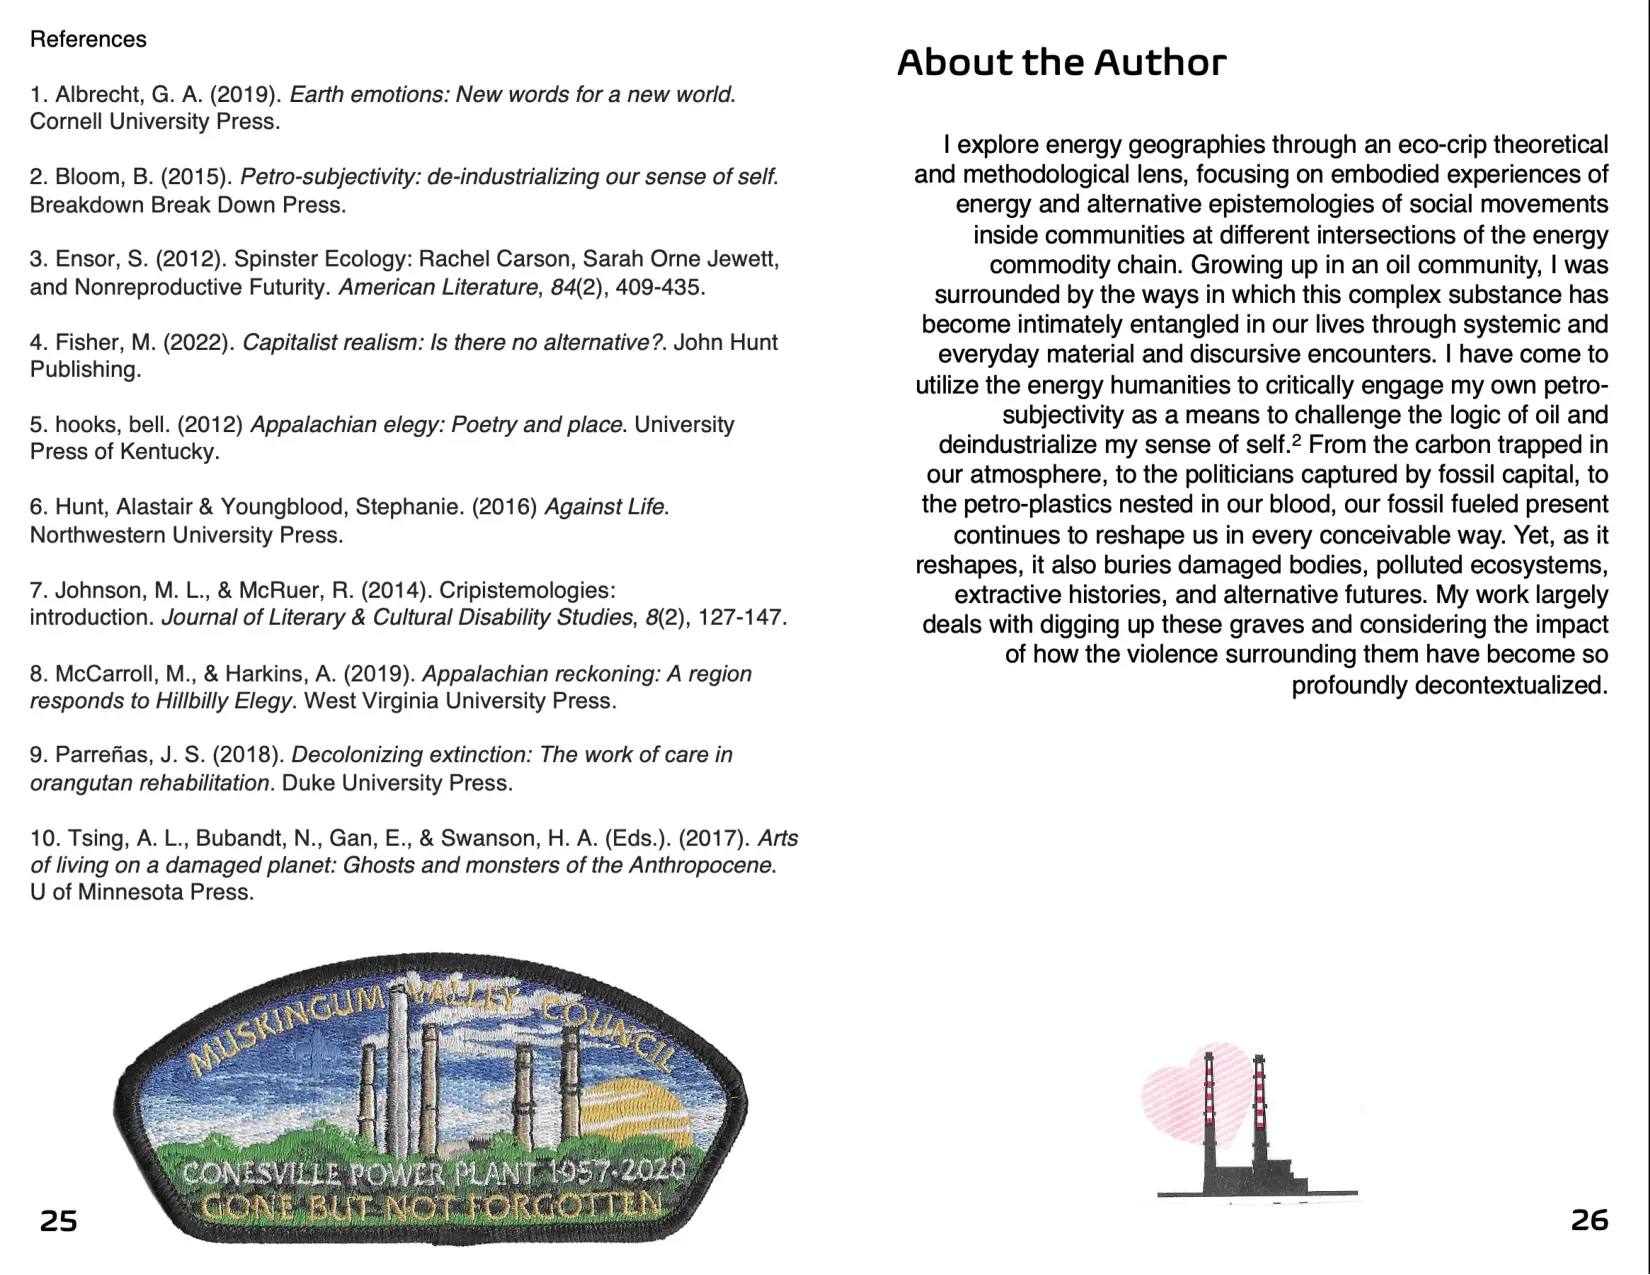 References
1. Albrecht, G. A. (2019). Earth emotions: New words for a new world.
Cornell University Press.
2. Bloom, B. (2015). Petro-subjectivity: de-industrializing our sense of self.
Breakdown Break Down Press.
3. Ensor, S. (2012). Spinster Ecology: Rachel Carson, Sarah Orne Jewett,
and Nonreproductive Futurity. American Literature, 84(2), 409-435.
4. Fisher, M. (2022). Capitalist realism: Is there no alternative?. John Hunt
Publishing.
5. hooks, bell. (2012) Appalachian elegy: Poetry and place. University
Press of Kentucky.
6. Hunt, Alastair & Youngblood, Stephanie. (2016) Against Life.
Northwestern University Press.
7. Johnson, M. L., & McRuer, R. (2014). Cripistemologies:
introduction. Journal of Literary & Cultural Disability Studies, 8(2), 127-147.
8. McCarroll, M., & Harkins, A. (2019). Appalachian reckoning: A region
responds to Hillbilly Elegy. West Virginia University Press.
9. Parreñas, J. S. (2018). Decolonizing extinction: The work of care in
orangutan rehabilitation. Duke University Press.
10. Tsing, A. L., Bubandt, N., Gan, E., & Swanson, H. A. (Eds.). (2017). Arts
of living on a damaged planet: Ghosts and monsters of the Anthropocene.
U of Minnesota Press.
MUSKINGUM VALLEY COUNCIL
CONESVILLE POWER PLANT 1957-2020
GONE BUT NOT FORGOTTEN
25
About the Author
I explore energy geographies through an eco-crip theoretical
and methodological lens, focusing on embodied experiences of
energy and alternative epistemologies of social movements
inside communities at different intersections of the energy
commodity chain. Growing up in an oil community, I was
surrounded by the ways in which this complex substance has
become intimately entangled in our lives through systemic and
everyday material and discursive encounters. I have come to
utilize the energy humanities to critically engage my own petro-
subjectivity as a means to challenge the logic of oil and
deindustrialize my sense of self.² From the carbon trapped in
our atmosphere, to the politicians captured by fossil capital, to
the petro-plastics nested in our blood, our fossil fueled present
continues to reshape us in every conceivable way. Yet, as it
reshapes, it also buries damaged bodies, polluted ecosystems,
extractive histories, and alternative futures. My work largely
deals with digging up these graves and considering the impact
of how the violence surrounding them have become so
profoundly decontextualized.
26